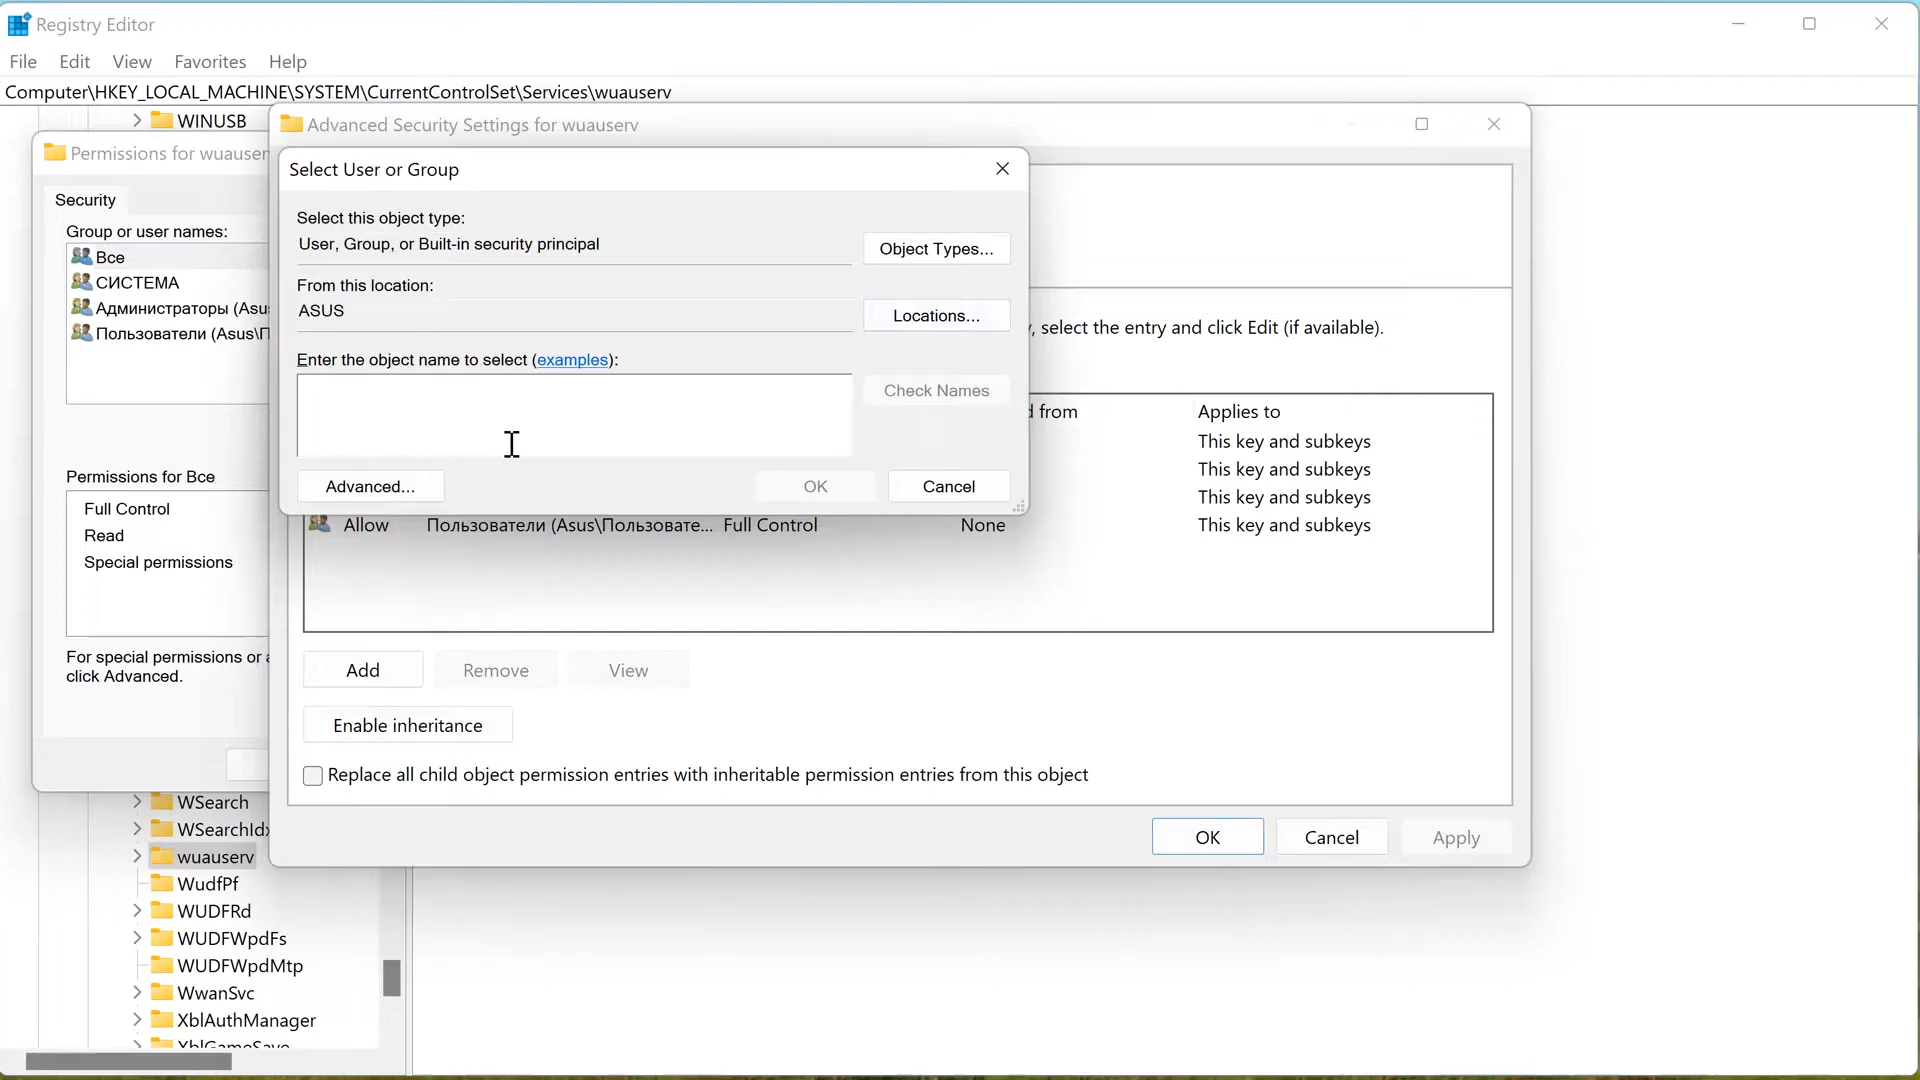 Registry Editor
File Edit View Favorites Help
Computer\HKEY_LOCAL_MACHINE\SYSTEM\CurrentControlSet\Services\wuauserv
WINUSB
Advanced Security Settings for wuauserv
Permissions for wuauser
Select User or Group
Security
Group or user names:
Все
СИСТЕМА
Администраторы (Asu
Пользователи (Asus\П
Select this object type:
User, Group, or Built-in security principal
Object Types...
From this location:
ASUS
Locations...
Enter the object name to select (examples):
Check Names
Advanced...
OK
Cancel
, select the entry and click Edit (if available).
d from
Applies to
This key and subkeys
This key and subkeys
This key and subkeys
Allow Пользователи (Asus\Пользовате... Full Control None This key and subkeys
Permissions for Все
Full Control
Read
Special permissions
For special permissions or a
click Advanced.
Add Remove View
Enable inheritance
Replace all child object permission entries with inheritable permission entries from this object
OK Cancel Apply
WSearch
WSearchIdx
wuauserv
WudfPf
WUDFRd
WUDFWpdFs
WUDFWpdMtp
WwanSvc
XblAuthManager
XblGameSave